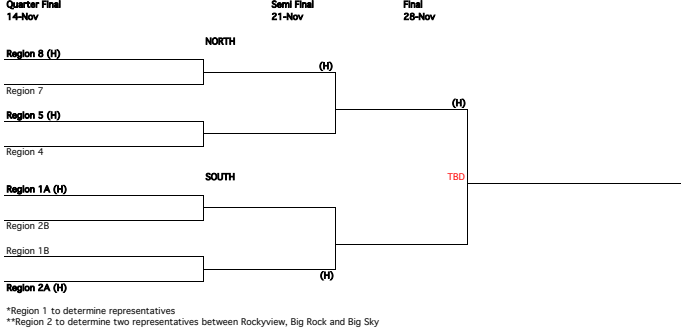 Quarter Final Semi Final Final
14-Nov 21-Nov 28-Nov
NORTH
Region 8 (H)
(H)
Region 7
(H)
Region 5 (H)
Region 4
SOUTH TBD
Region 1A (H)
Region 2B
Region 1B
(H)
Region 2A (H)
*Region 1 to determine representatives
**Region 2 to determine two representatives between Rockyview, Big Rock and Big Sky